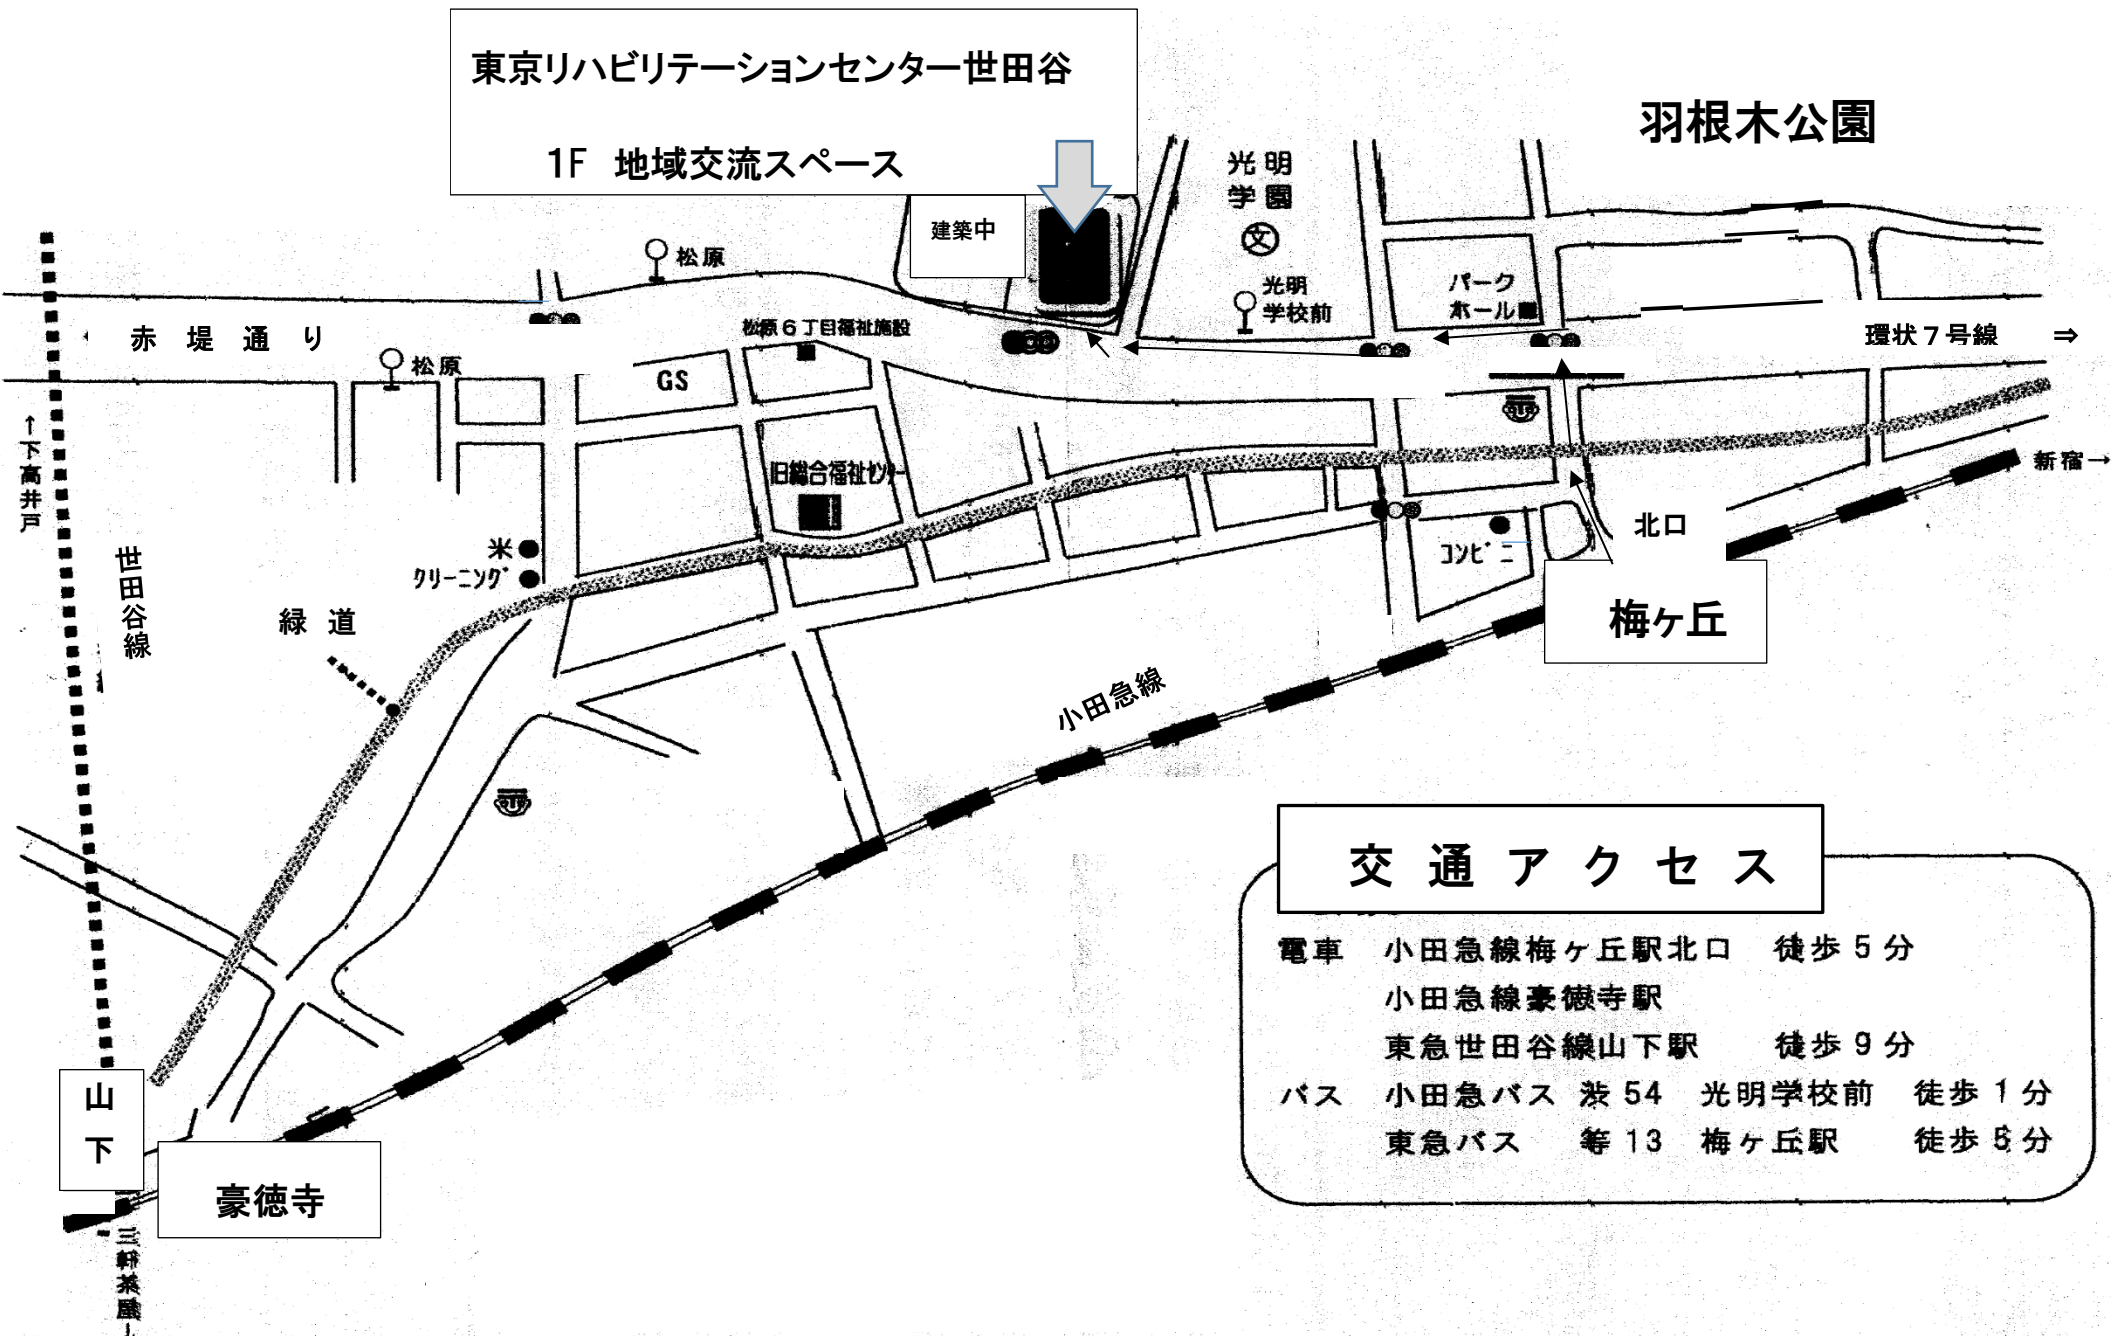 東京リハビリテーションセンター世田谷
1F 地域交流スペース
羽根木公園
光明
学園
文
建築中
松原
光明
学校前
パーク
ホール
松原6丁目福祉施設
赤堤通り
環状7号線 ⇒
松原
GS
←下高井戸
旧総合福祉センター
新宿→
北口
米
コンビニ
クリーニング
世田谷線
緑道
梅ヶ丘
小田急線
交通アクセス
電車 小田急線梅ヶ丘駅北口 徒歩5分
小田急線豪徳寺駅
東急世田谷線山下駅 徒歩9分
バス 小田急バス 渋54 光明学校前 徒歩1分
東急バス 等13 梅ヶ丘駅 徒歩5分
山下
豪徳寺
三軒茶屋→